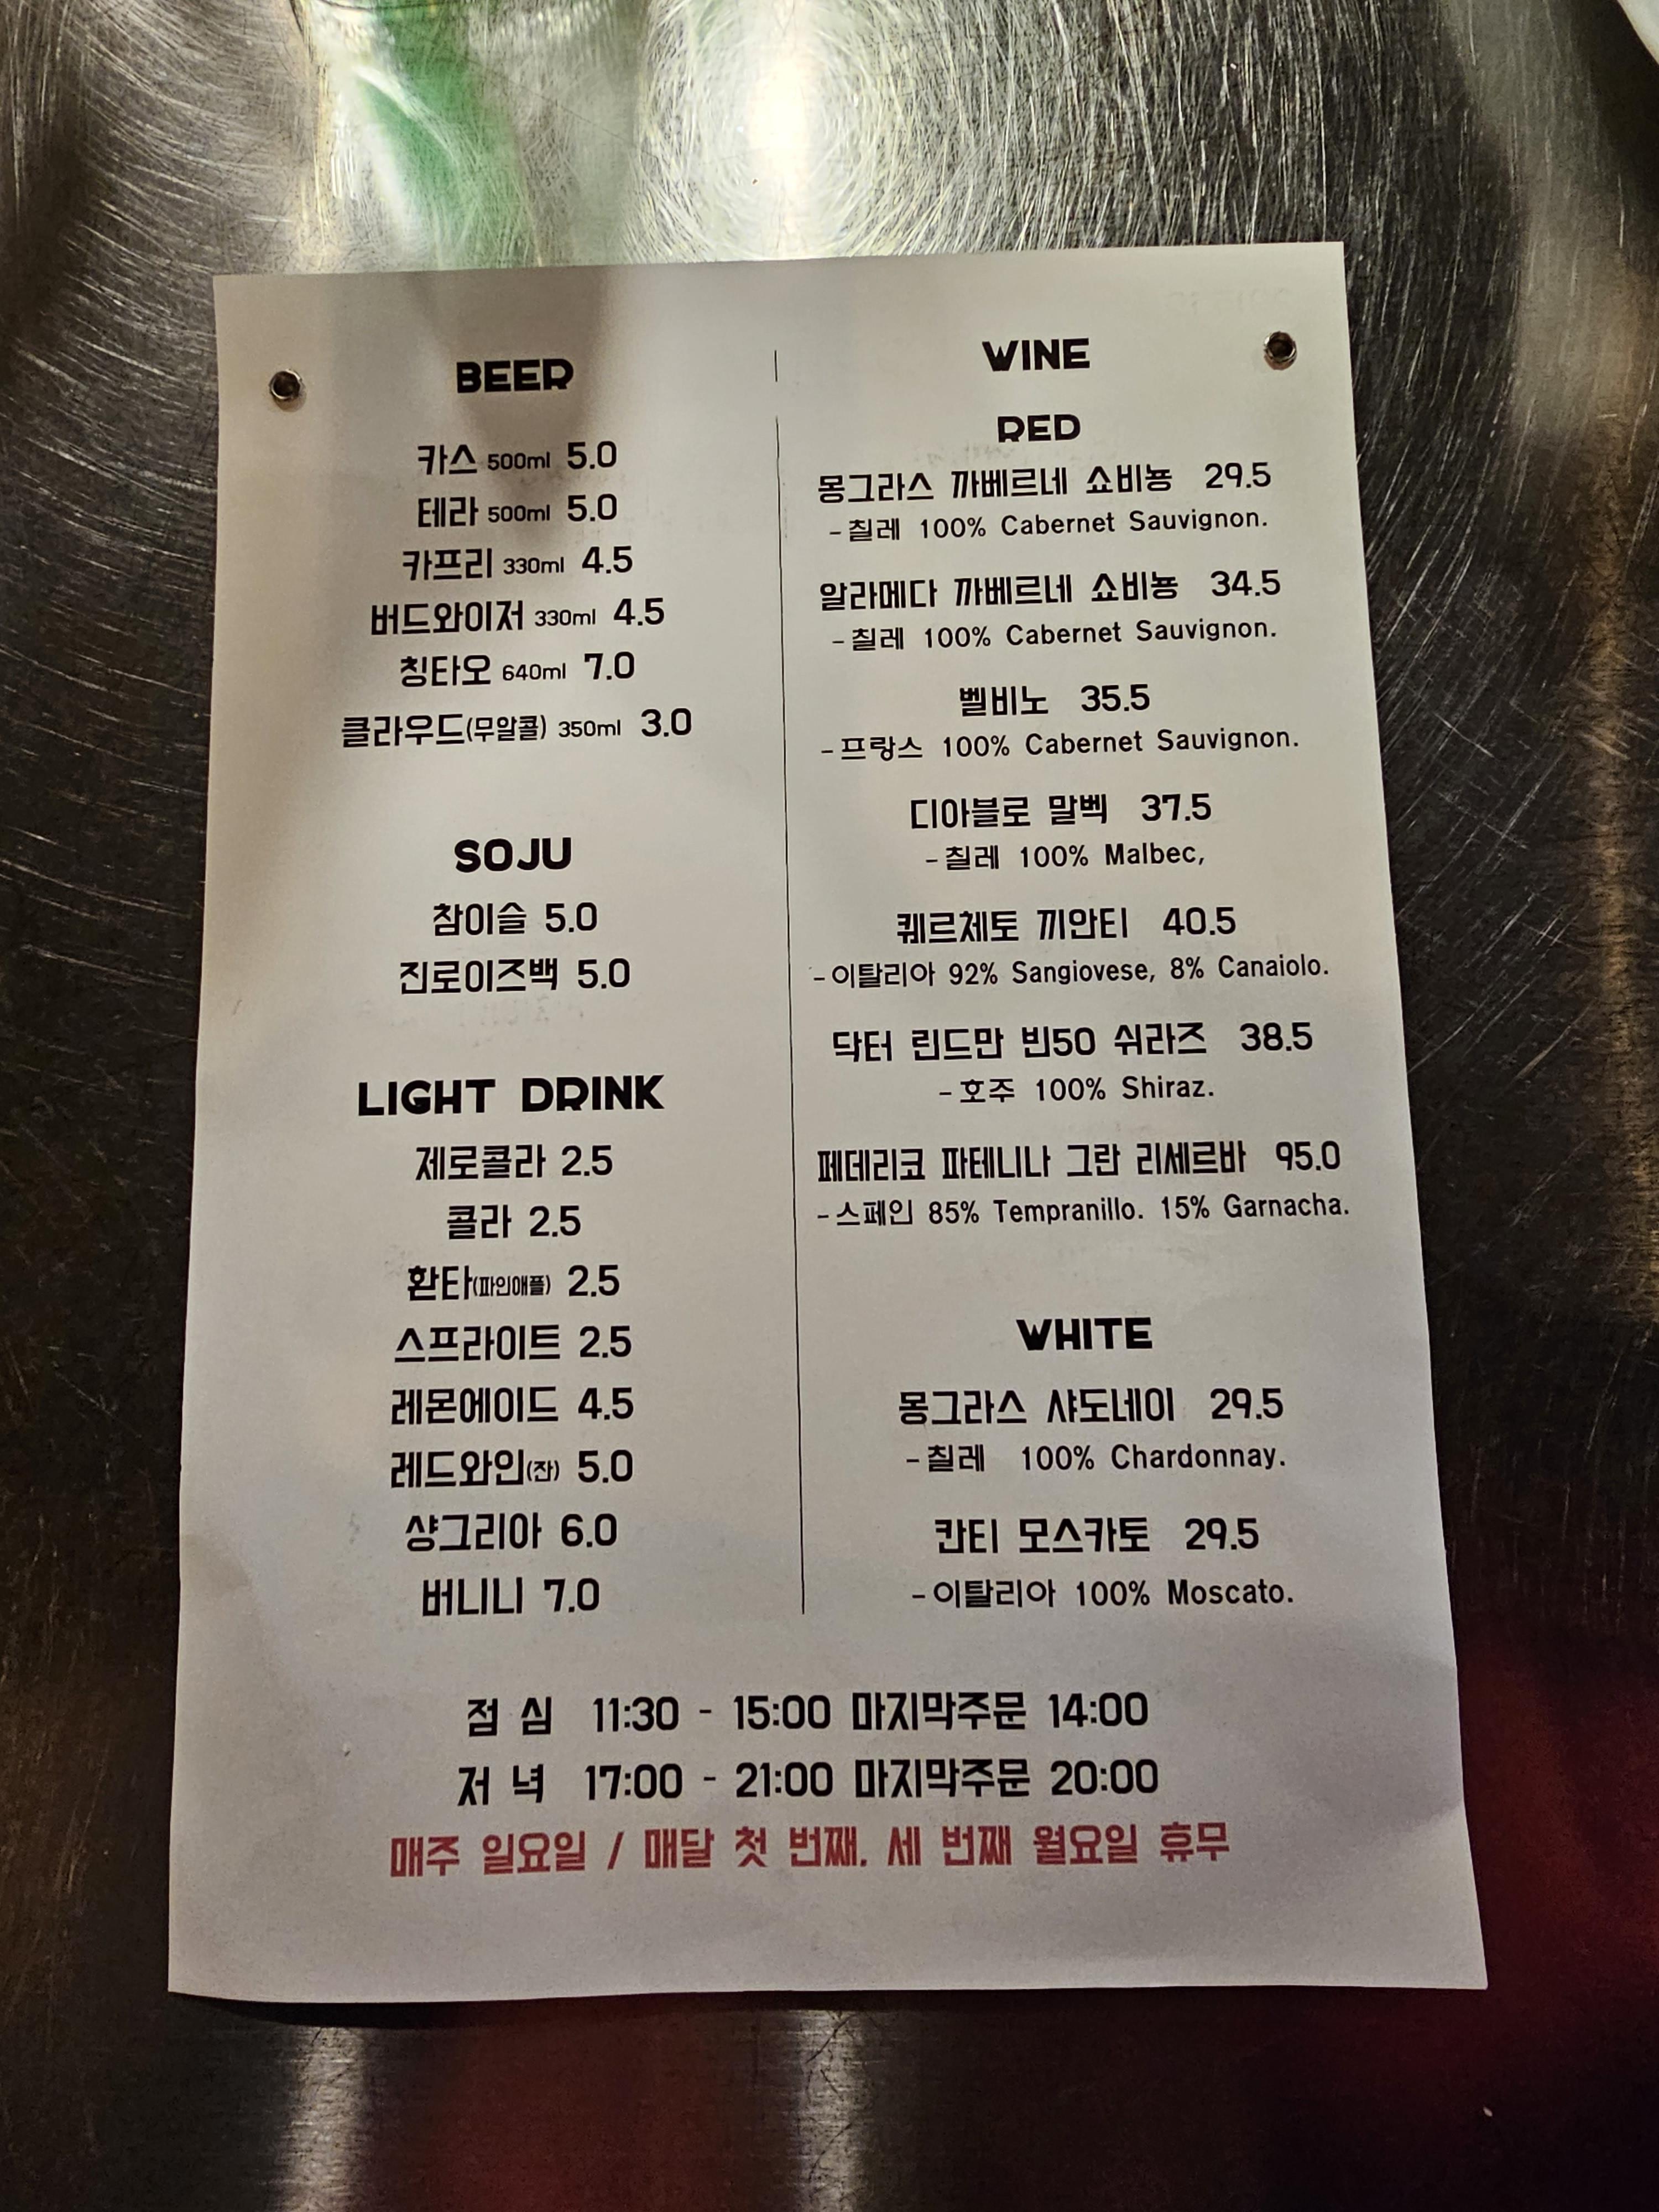 BEER
카스 500ml 5.0
테라 500ml 5.0
카프리 330ml 4.5
버드와이저 330ml 4.5
칭타오 640ml 7.0
클라우드(무알콜) 350ml 3.0
SOJU
참이슬 5.0
진로이즈백 5.0
LIGHT DRINK
제로콜라 2.5
콜라 2.5
환타(파인애플) 2.5
스프라이트 2.5
레몬에이드 4.5
레드와인(잔) 5.0
샹그리아 6.0
버니니 7.0
WINE
RED
몽그라스 까베르네 쇼비뇽 29.5
- 칠레 100% Cabernet Sauvignon.
알라메다 까베르네 쇼비뇽 34.5
- 칠레 100% Cabernet Sauvignon.
벨비노 35.5
- 프랑스 100% Cabernet Sauvignon.
디아블로 말벡 37.5
- 칠레 100% Malbec,
퀘르체토 끼안티 40.5
- 이탈리아 92% Sangiovese, 8% Canaiolo.
닥터 린드만 빈50 쉬라즈 38.5
- 호주 100% Shiraz.
페데리코 파테니나 그란 리세르바 95.0
- 스페인 85% Tempranillo. 15% Garnacha.
WHITE
몽그라스 샤도네이 29.5
- 칠레 100% Chardonnay.
칸티 모스카토 29.5
- 이탈리아 100% Moscato.
점 심 11:30 - 15:00 마지막주문 14:00
저 녁 17:00 - 21:00 마지막주문 20:00
매주 일요일 / 매달 첫 번째. 세 번째 월요일 휴무